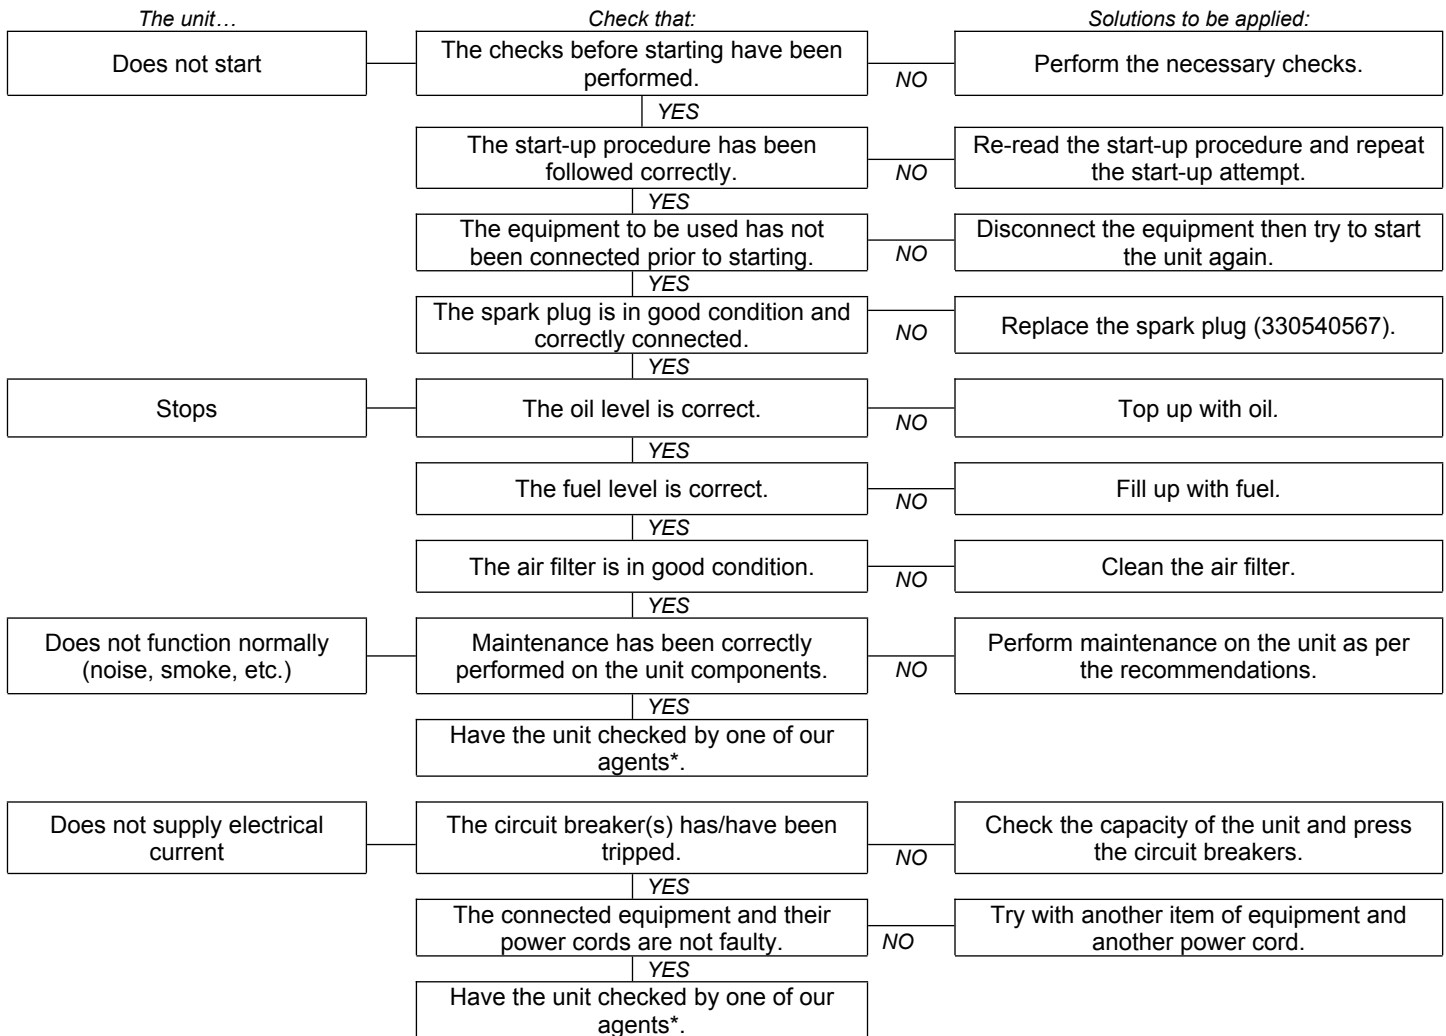 The unit…
Check that:
Solutions to be applied:
Does not start
The checks before starting have been
performed.
NO
Perform the necessary checks.
YES
The start-up procedure has been
followed correctly.
NO
Re-read the start-up procedure and repeat
the start-up attempt.
YES
The equipment to be used has not
been connected prior to starting.
NO
Disconnect the equipment then try to start
the unit again.
YES
The spark plug is in good condition and
correctly connected.
NO
Replace the spark plug (330540567).
YES
Stops
The oil level is correct.
NO
Top up with oil.
YES
The fuel level is correct.
NO
Fill up with fuel.
YES
The air filter is in good condition.
NO
Clean the air filter.
YES
Does not function normally
(noise, smoke, etc.)
Maintenance has been correctly
performed on the unit components.
NO
Perform maintenance on the unit as per
the recommendations.
YES
Have the unit checked by one of our
agents*.
Does not supply electrical
current
The circuit breaker(s) has/have been
tripped.
NO
Check the capacity of the unit and press
the circuit breakers.
YES
The connected equipment and their
power cords are not faulty.
NO
Try with another item of equipment and
another power cord.
YES
Have the unit checked by one of our
agents*.